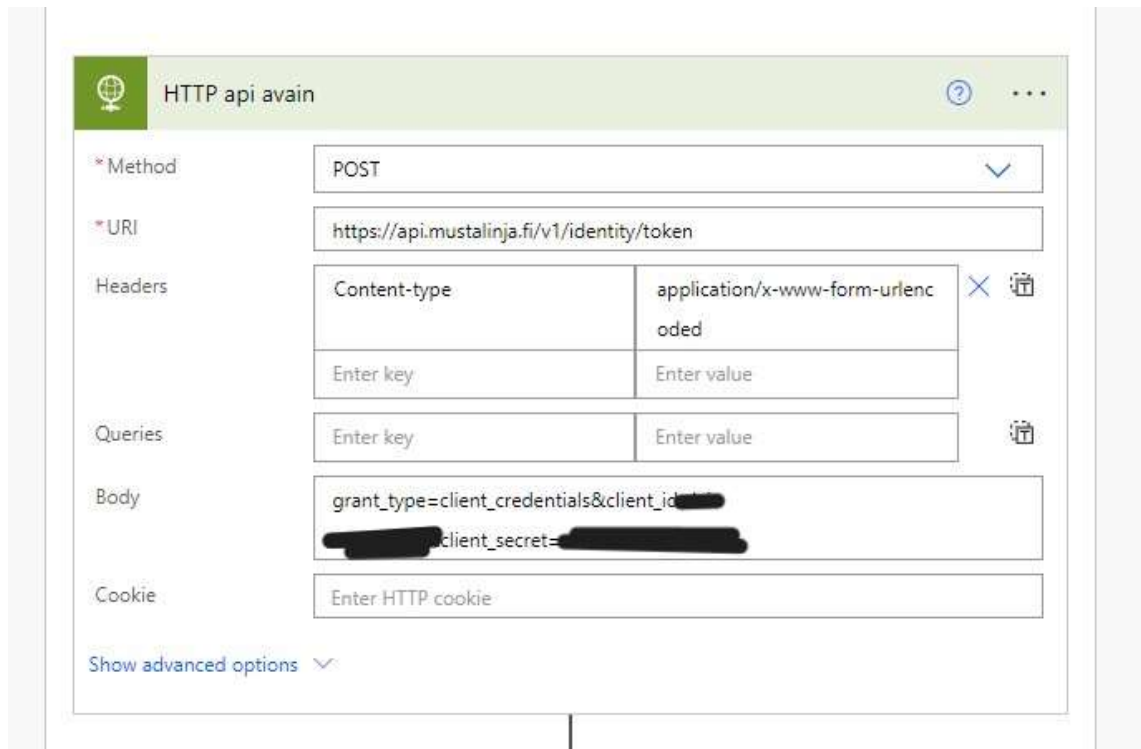 HTTP api avain
* Method
POST
* URI
https://api.mustalinja.fi/v1/identity/token
Headers
Content-type
application/x-www-form-urlenc
oded
Enter key
Enter value
Queries
Enter key
Enter value
Body
grant_type=client_credentials&client_id
client_secret=
Cookie
Enter HTTP cookie
Show advanced options